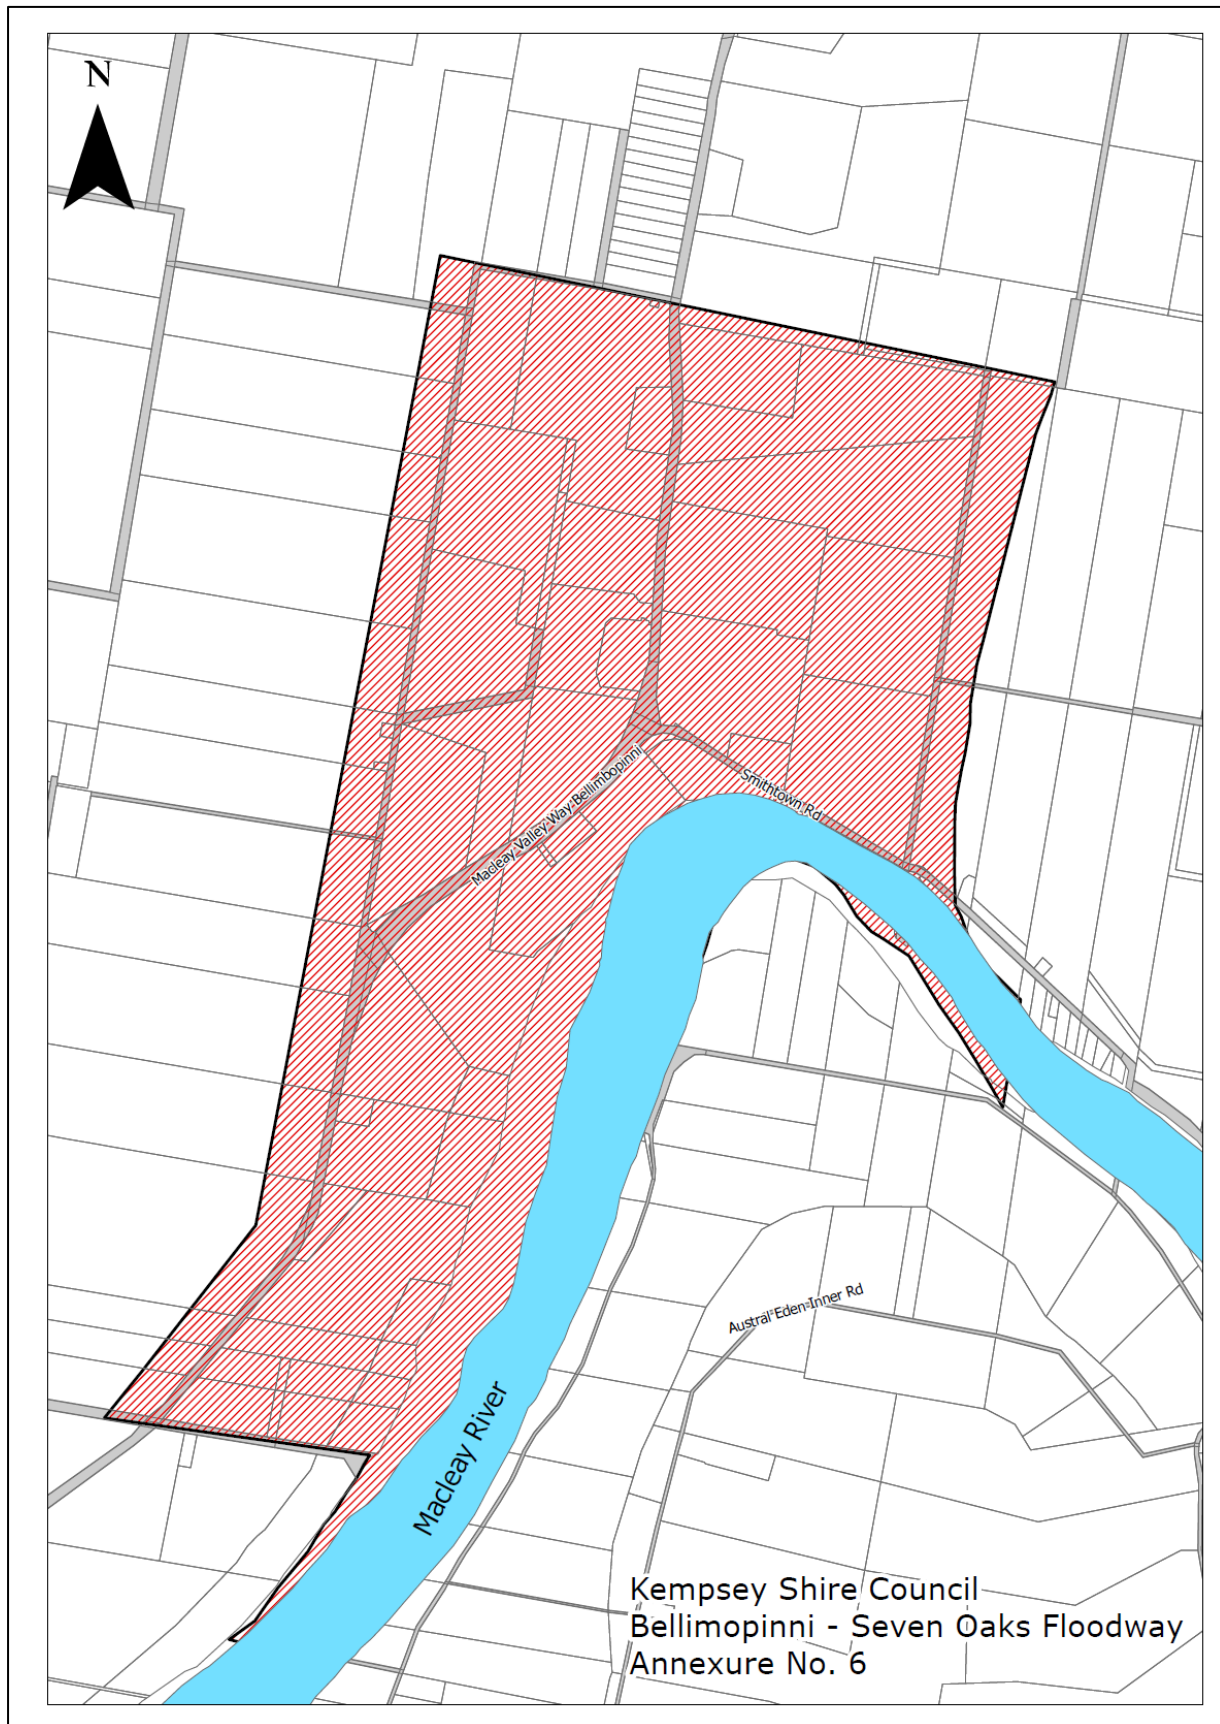 N
Macleay Valley Way Bellimbopinni
Smithtown Rd
Austral Eden Inner Rd
Macleay River
Kempsey Shire Council
Bellimopinni - Seven Oaks Floodway
Annexure No. 6